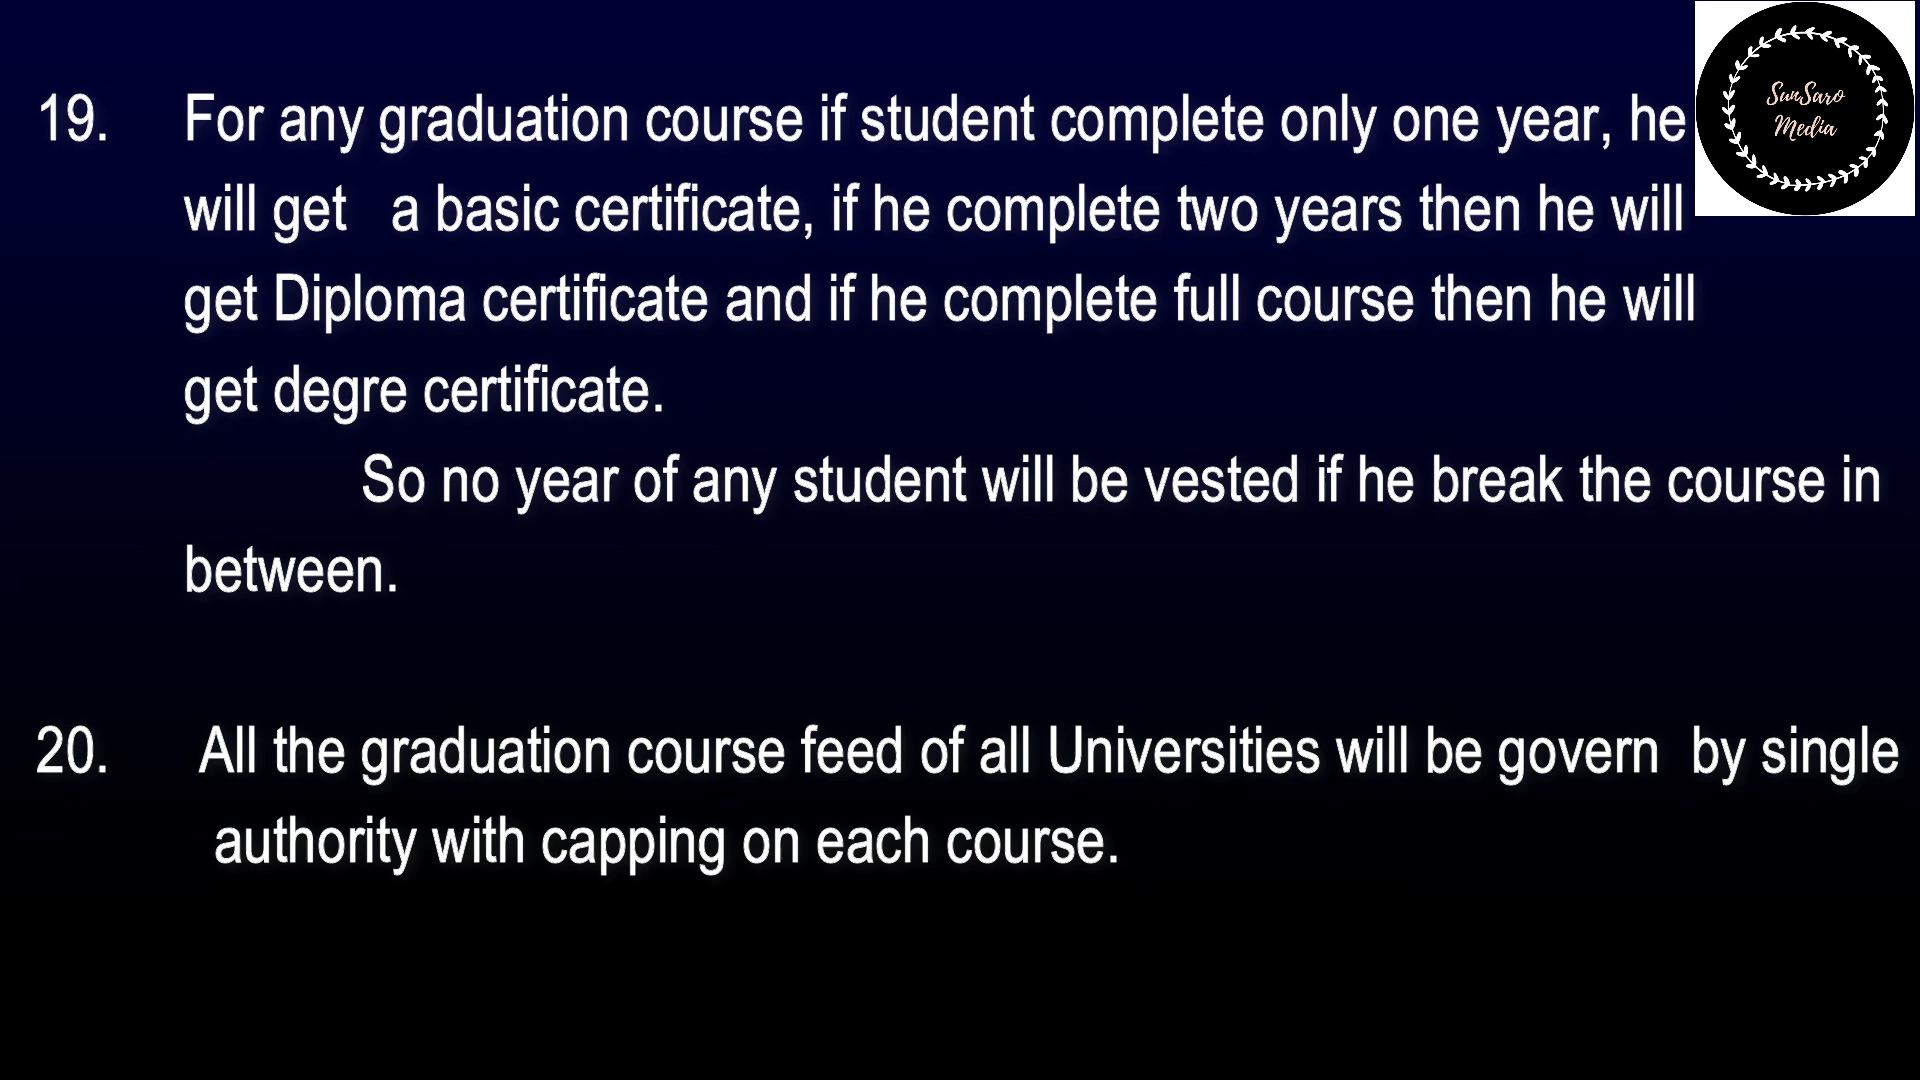 19. For any graduation course if student complete only one year, he
will get a basic certificate, if he complete two years then he will
get Diploma certificate and if he complete full course then he will
get degre certificate.
So no year of any student will be vested if he break the course in
between.
20. All the graduation course feed of all Universities will be govern by single
authority with capping on each course.
SunSaro
Media